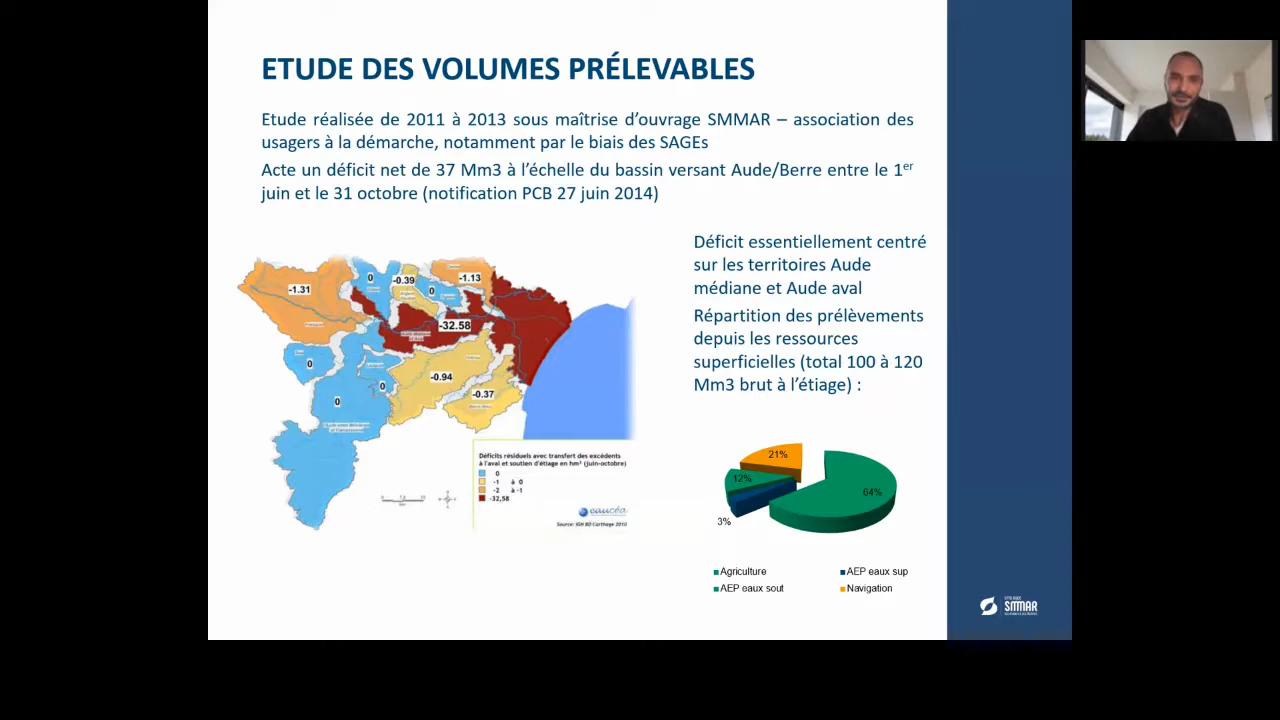 ETUDE DES VOLUMES PRÉLEVABLES
Etude réalisée de 2011 à 2013 sous maîtrise d’ouvrage SMMAR – association des
usagers à la démarche, notamment par le biais des SAGEs
Acte un déficit net de 37 Mm3 à l’échelle du bassin versant Aude/Berre entre le 1er
juin et le 31 octobre (notification PCB 27 juin 2014)
Déficit essentiellement centré
sur les territoires Aude
médiane et Aude aval
Répartition des prélèvements
depuis les ressources
superficielles (total 100 à 120
Mm3 brut à l’étiage) :
-1.31
0
-0.39
0
-1.13
-32.58
0
0
-0.94
0
-0.37
Déficits résiduels avec transfert des excédents
à l'aval et soutien d'étiage en hm³ (juin-octobre)
0
-1 à 0
-2 à -1
-32,58
eaucéa
Source: IGN BD Carthage 2010
21%
12%
64%
3%
Agriculture
AEP eaux sup
AEP eaux sout
Navigation
SMMAR